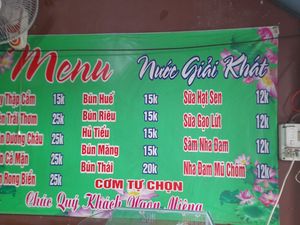 Menu
Nước Giải Khát
Thập Cẩm 15k
Trái Thơm 25k
Dương Châu 25k
Cá Mặn 25k
Rong Biển 25k
Bún Huế 15k
Bún Riêu 15k
Hủ Tiếu 15k
Bún Măng 15k
Bún Thái 20k
Sữa Hạt Sen 12k
Sữa Gạo Lứt 12k
Sâm Nha Đam 12k
Nha Đam Mủ Chôm 12k
CƠM TỰ CHỌN
Chúc Quý Khách Ngon Miệng